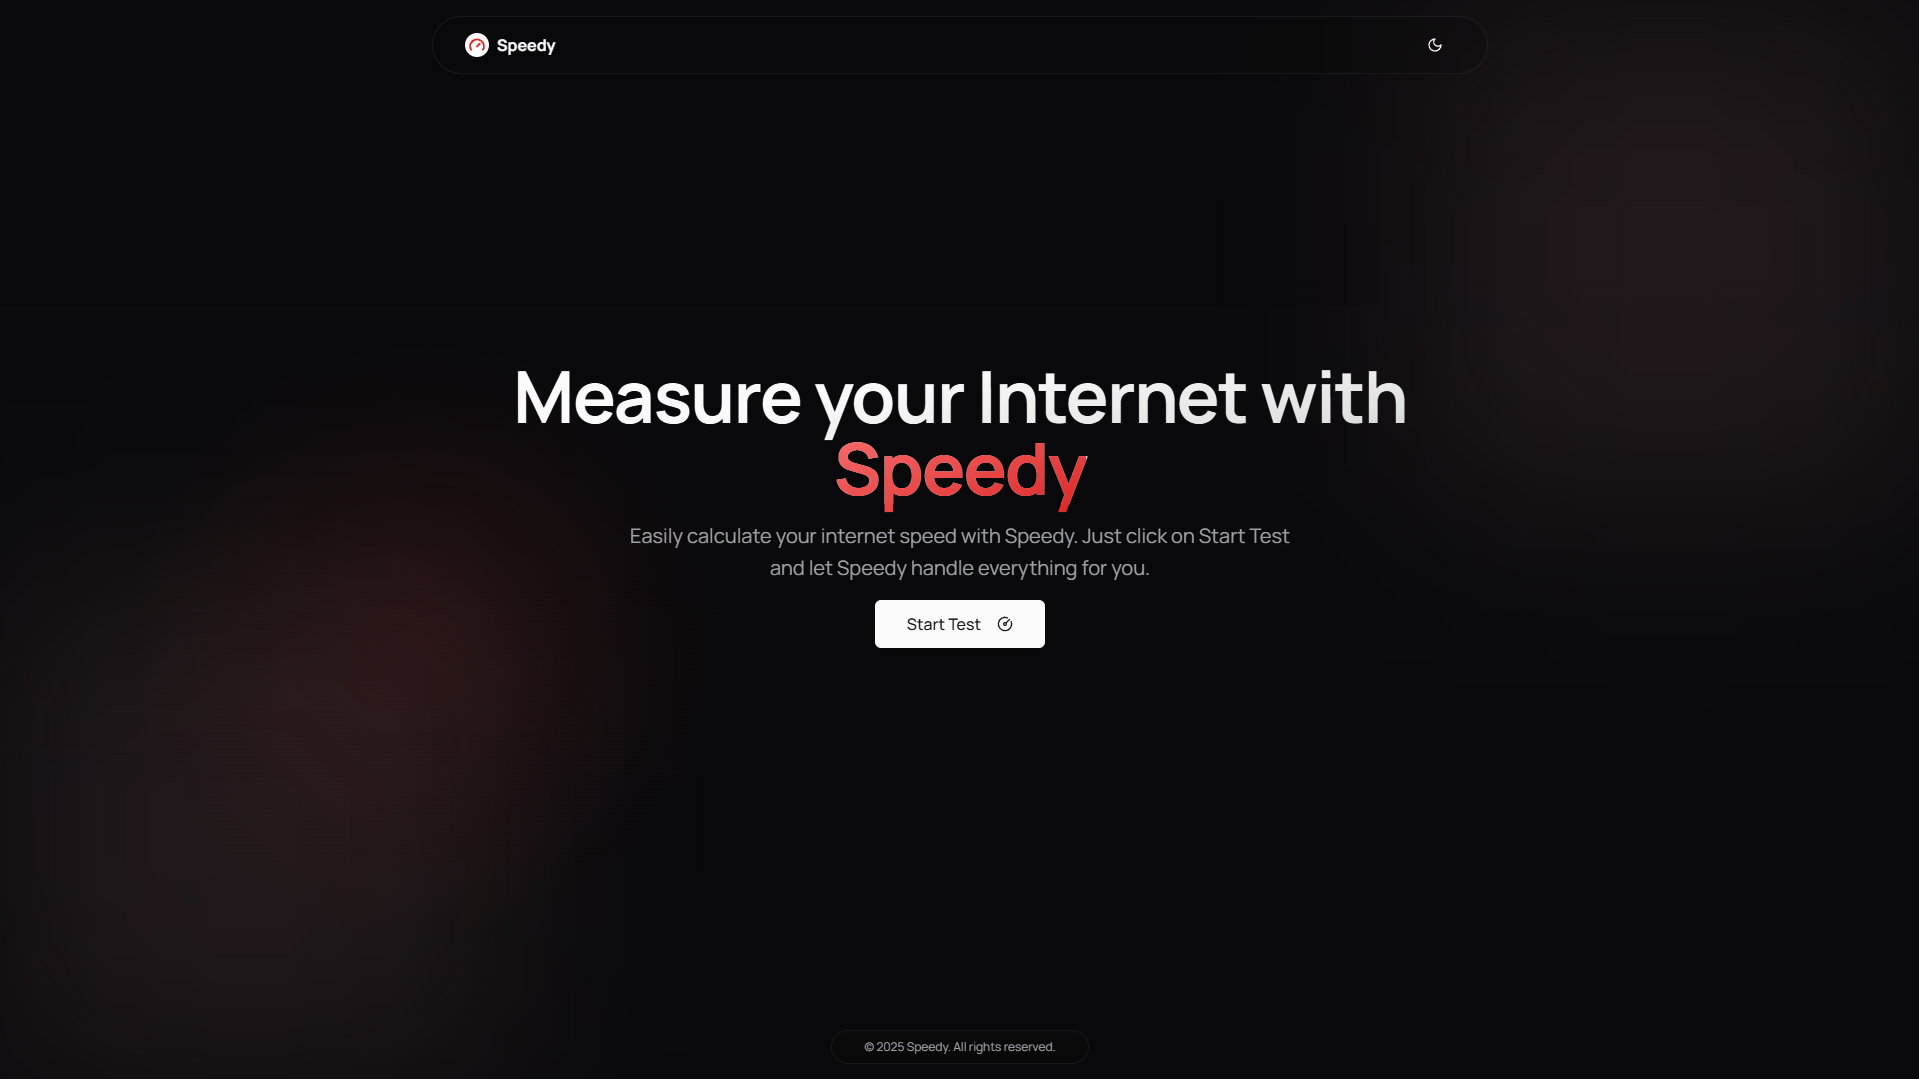 Speedy
Measure your Internet with
Speedy
Easily calculate your internet speed with Speedy. Just click on Start Test
and let Speedy handle everything for you.
Start Test
© 2025 Speedy. All rights reserved.